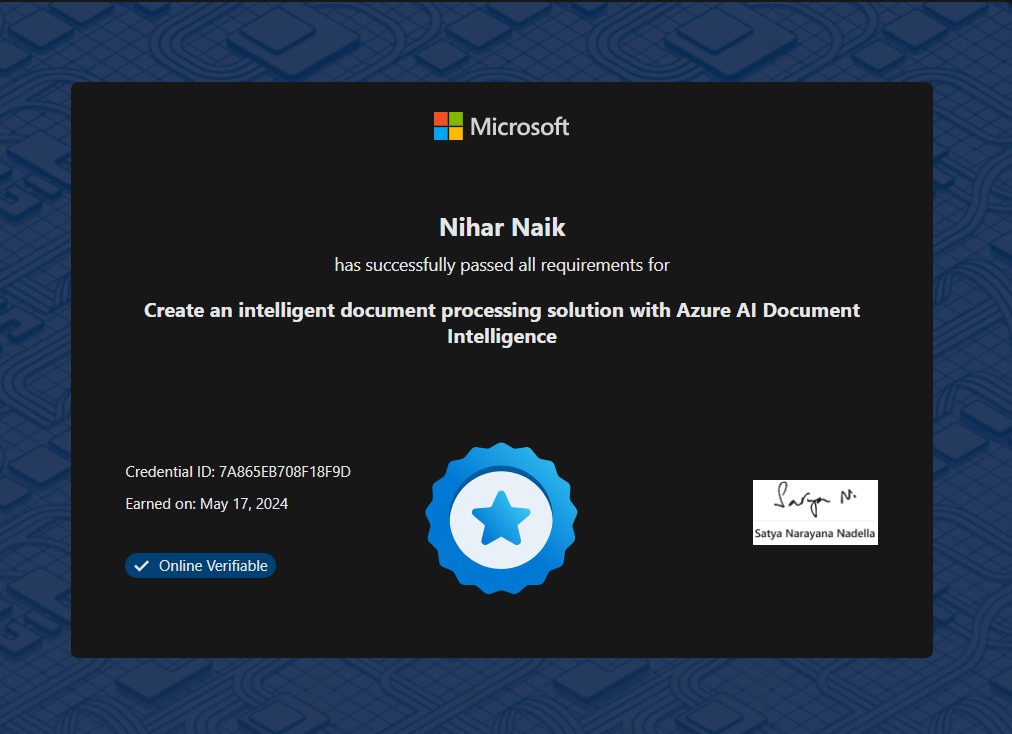 Microsoft
Nihar Naik
has successfully passed all requirements for
Create an intelligent document processing solution with Azure AI Document
Intelligence
Credential ID: 7A865EB708F18F9D
Earned on: May 17, 2024
Online Verifiable
Satya N.
Satya Narayana Nadella